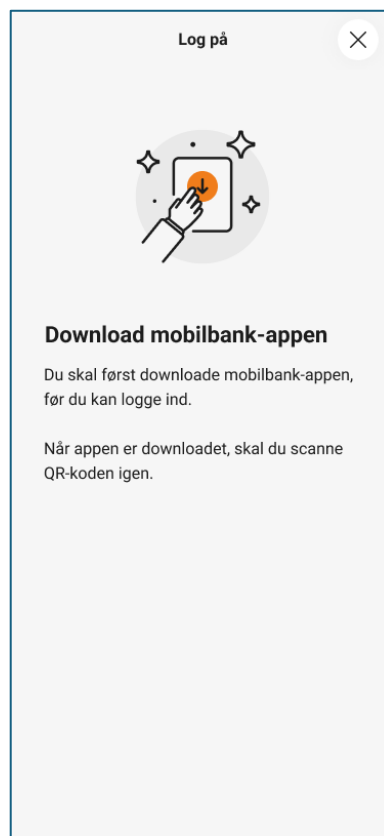 Log på
Download mobilbank-appen
Du skal først downloade mobilbank-appen,
før du kan logge ind.
Når appen er downloadet, skal du scanne
QR-koden igen.